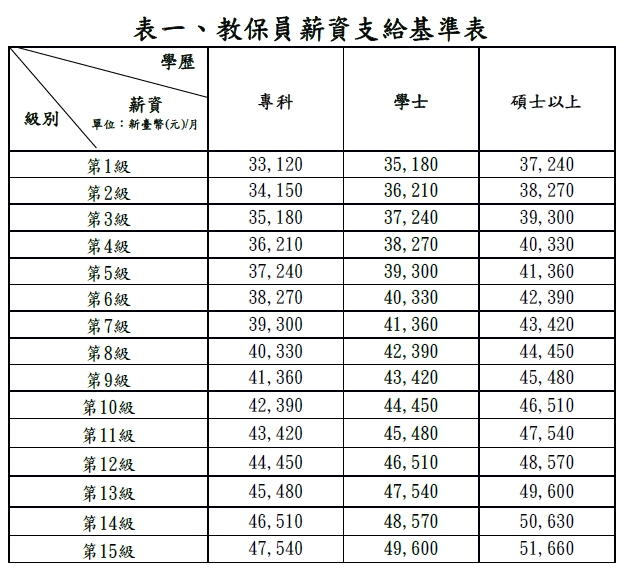 表一、教保員薪資支給基準表
學歷
薪資
單位：新臺幣(元)/月
級別
專科 學士 碩士以上
第1級 33,120 35,180 37,240
第2級 34,150 36,210 38,270
第3級 35,180 37,240 39,300
第4級 36,210 38,270 40,330
第5級 37,240 39,300 41,360
第6級 38,270 40,330 42,390
第7級 39,300 41,360 43,420
第8級 40,330 42,390 44,450
第9級 41,360 43,420 45,480
第10級 42,390 44,450 46,510
第11級 43,420 45,480 47,540
第12級 44,450 46,510 48,570
第13級 45,480 47,540 49,600
第14級 46,510 48,570 50,630
第15級 47,540 49,600 51,660